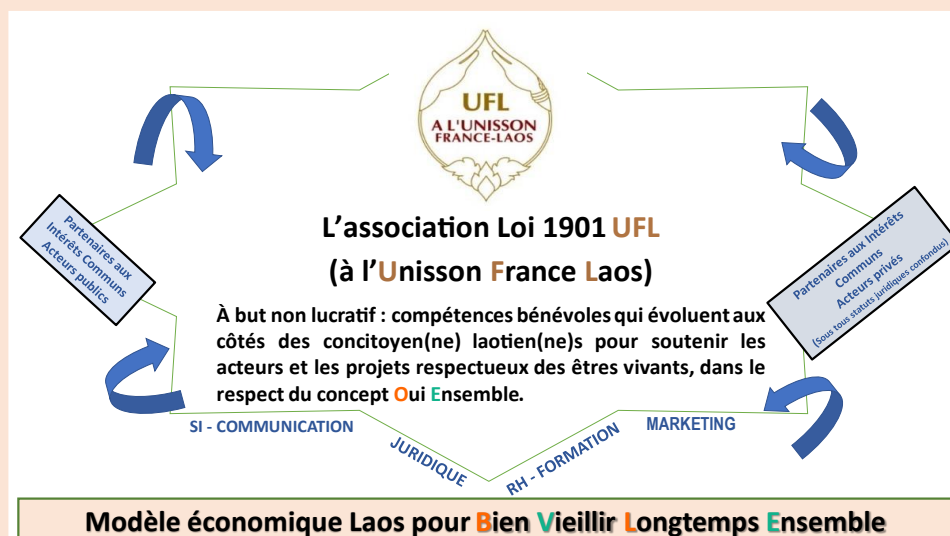 UFL
A L'UNISSON
FRANCE-LAOS
L'association Loi 1901 UFL
(à l'Unisson France Laos)
Partenaires aux
Intérêts Communs
Acteurs publics
Partenaires aux Intérêts
Communs
Acteurs privés
(Sous tous statuts juridiques confondus)
À but non lucratif : compétences bénévoles qui évoluent aux
côtés des concitoyen(ne) laotien(ne)s pour soutenir les
acteurs et les projets respectueux des êtres vivants, dans le
respect du concept Oui Ensemble.
SI - COMMUNICATION
JURIDIQUE
RH - FORMATION
MARKETING
Modèle économique Laos pour Bien Vieillir Longtemps Ensemble